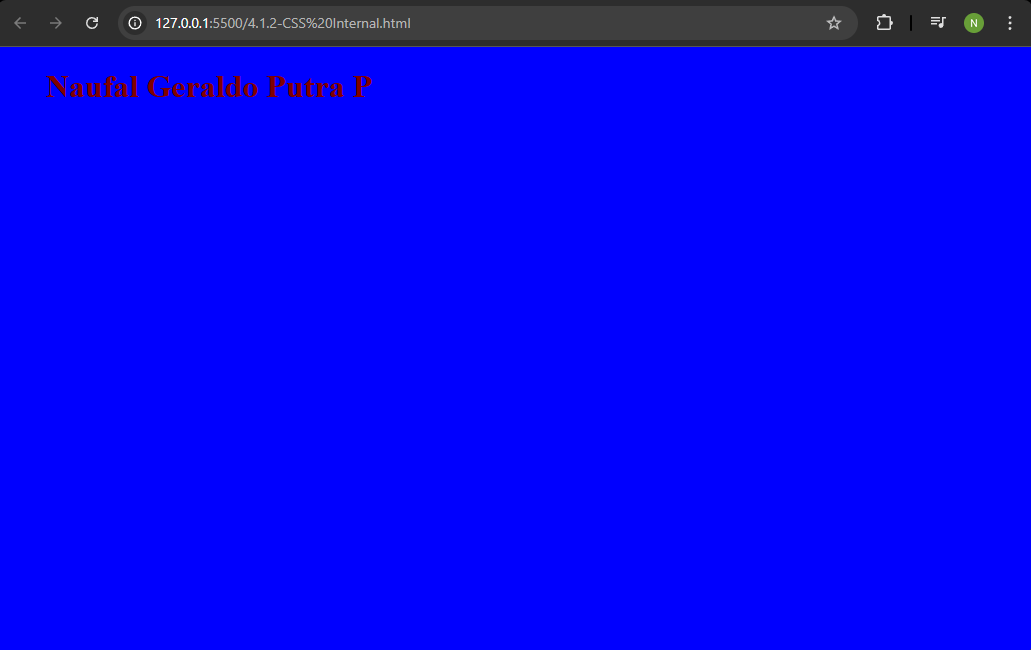 127.0.0.1:5500/4.1.2-CSS%20Internal.html
N
Naufal Geraldo Putra P